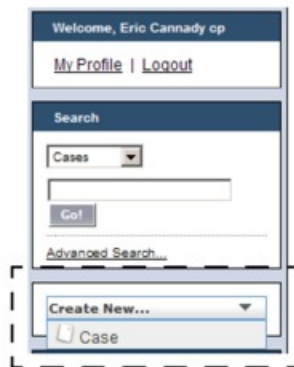 Welcome, Eric Cannady cp
My Profile | Logout
Search
Cases
Go!
Advanced Search...
Create New...
Case